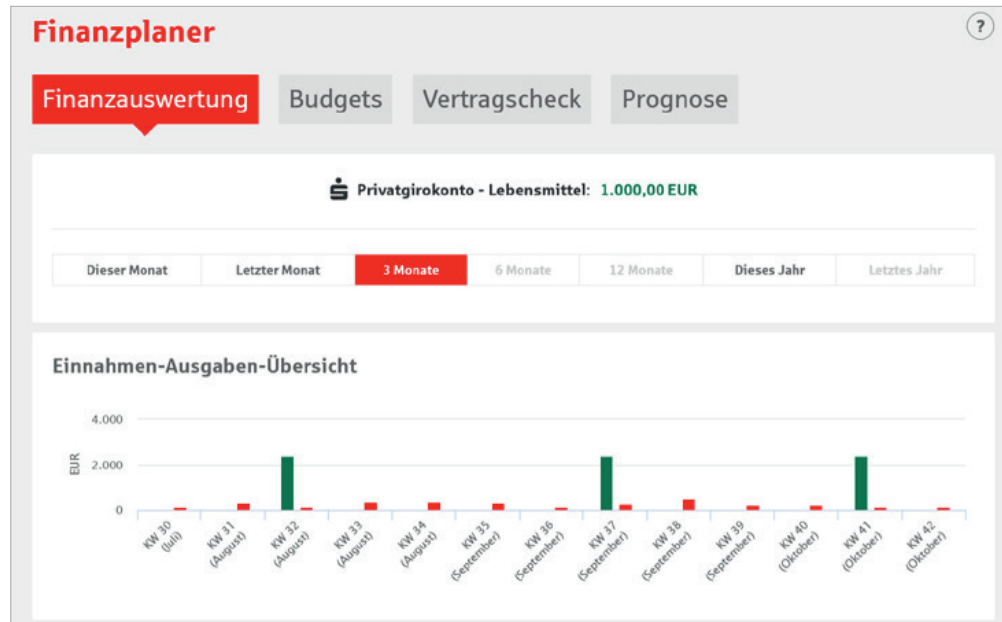 Finanzplaner
?
Finanzauswertung Budgets Vertragscheck Prognose
Privatgirokonto - Lebensmittel: 1.000,00 EUR
Dieser Monat Letzter Monat 3 Monate 6 Monate 12 Monate Dieses Jahr Letztes Jahr
Einnahmen-Ausgaben-Übersicht
4.000
2.000
0
EUR
KW 30
(Juli)
KW 31
(August)
KW 32
(August)
KW 33
(August)
KW 34
(August)
KW 35
(September)
KW 36
(September)
KW 37
(September)
KW 38
(September)
KW 39
(September)
KW 40
(Oktober)
KW 41
(Oktober)
KW 42
(Oktober)